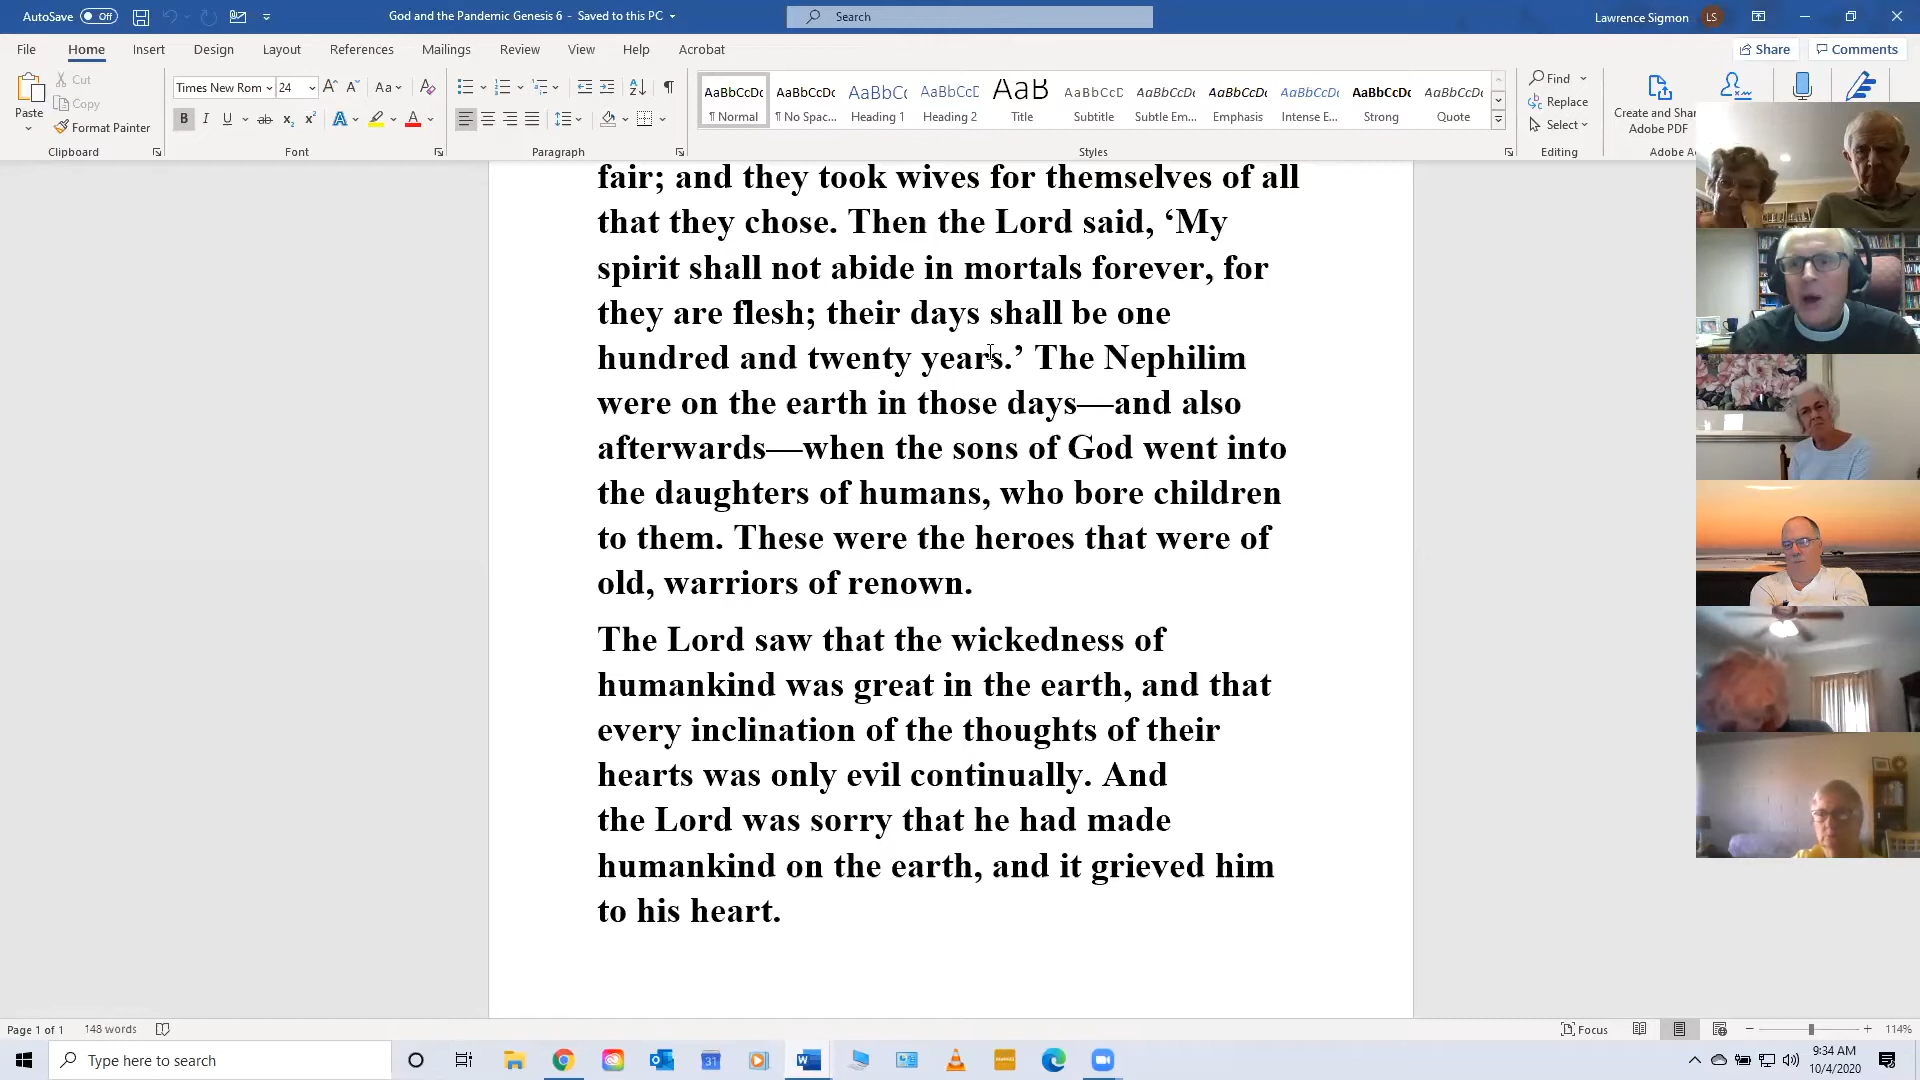 AutoSave Off God and the Pandemic Genesis 6 - Saved to this PC Search Lawrence Sigmon LS
File Home Insert Design Layout References Mailings Review View Help Acrobat Share Comments
Paste Cut Copy Format Painter
Times New Rom 24
AaBbCcDc AaBbCcDc AaBbCc AaBbCcD AaB AaBbCcD AaBbCcDc AaBbCcDc AaBbCcDc AaBbCcDc AaBbCcDc
¶ Normal ¶ No Spac... Heading 1 Heading 2 Title Subtitle Subtle Em... Emphasis Intense E... Strong Quote
Find Replace Select
Create and Share
Adobe PDF
Clipboard Font Paragraph Styles Editing
fair; and they took wives for themselves of all
that they chose. Then the Lord said, ‘My
spirit shall not abide in mortals forever, for
they are flesh; their days shall be one
hundred and twenty years.’ The Nephilim
were on the earth in those days—and also
afterwards—when the sons of God went into
the daughters of humans, who bore children
to them. These were the heroes that were of
old, warriors of renown.
The Lord saw that the wickedness of
humankind was great in the earth, and that
every inclination of the thoughts of their
hearts was only evil continually. And
the Lord was sorry that he had made
humankind on the earth, and it grieved him
to his heart.
Page 1 of 1 148 words Focus 114%
Type here to search 31 9:34 AM
10/4/2020